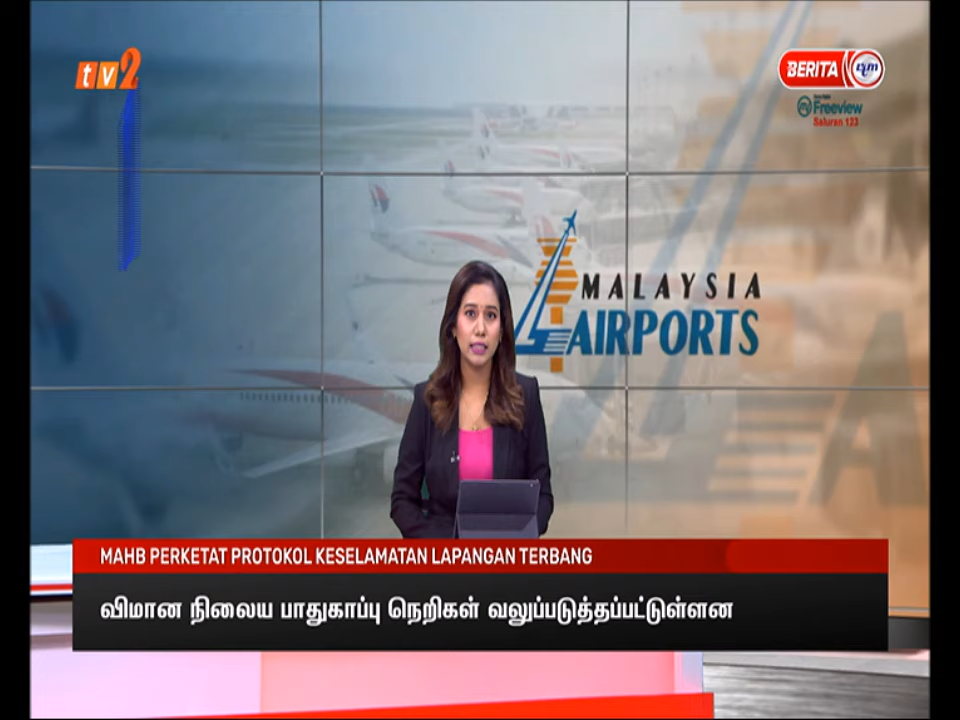 tv2
BERITA rtm
Freeview
Saluran 123
MALAYSIA
AIRPORTS
MAHB PERKETAT PROTOKOL KESELAMATAN LAPANGAN TERBANG
விமான நிலைய பாதுகாப்பு நெறிகள் வலுப்படுத்தப்பட்டுள்ளன